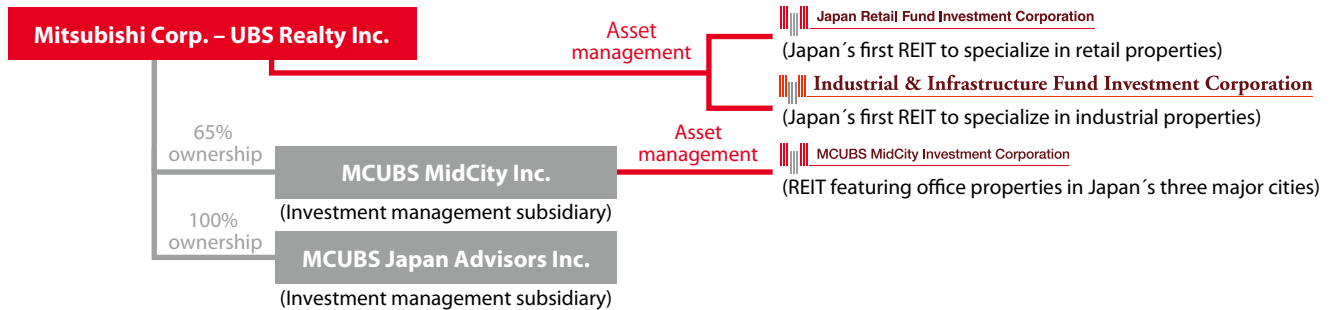 Mitsubishi Corp. – UBS Realty Inc.
Asset
management
Japan Retail Fund Investment Corporation
(Japan´s first REIT to specialize in retail properties)
Industrial & Infrastructure Fund Investment Corporation
(Japan´s first REIT to specialize in industrial properties)
65%
ownership
MCUBS MidCity Inc.
(Investment management subsidiary)
Asset
management
MCUBS MidCity Investment Corporation
(REIT featuring office properties in Japan´s three major cities)
100%
ownership
MCUBS Japan Advisors Inc.
(Investment management subsidiary)